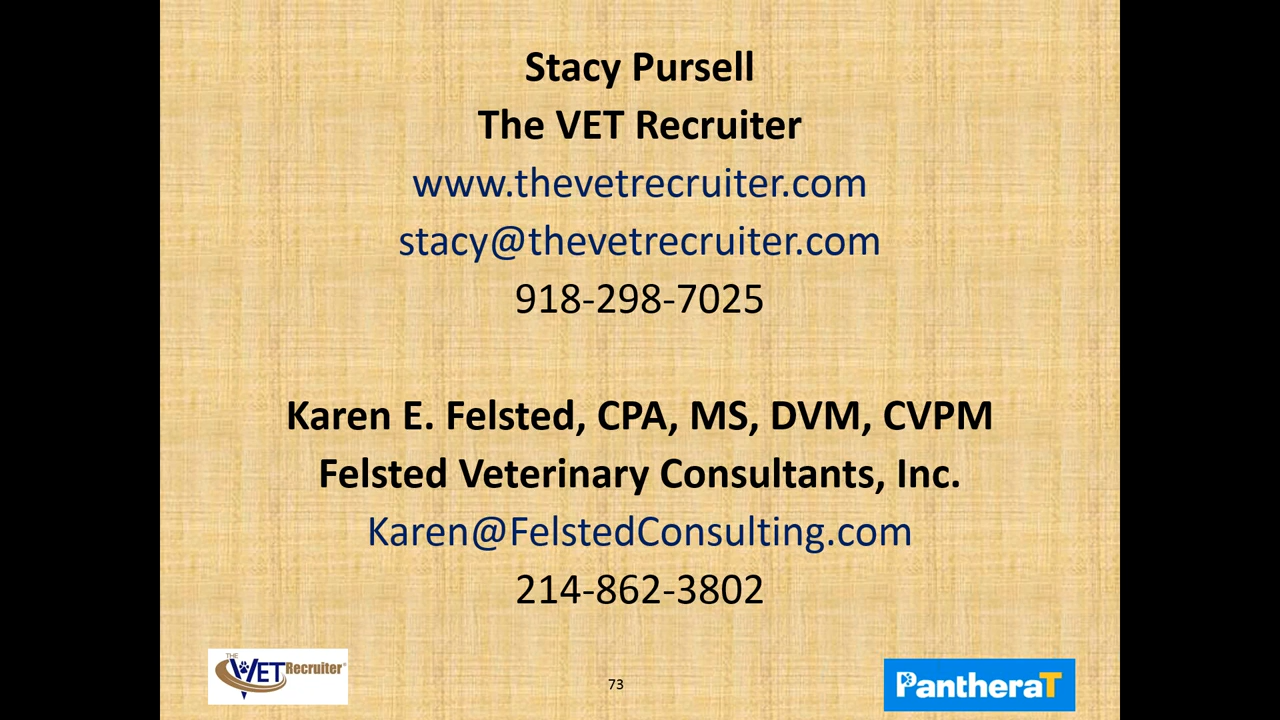 Stacy Pursell
The VET Recruiter
www.thevetrecruiter.com
stacy@thevetrecruiter.com
918-298-7025
Karen E. Felsted, CPA, MS, DVM, CVPM
Felsted Veterinary Consultants, Inc.
Karen@FelstedConsulting.com
214-862-3802
THE
VET Recruiter®
73
PantheraT